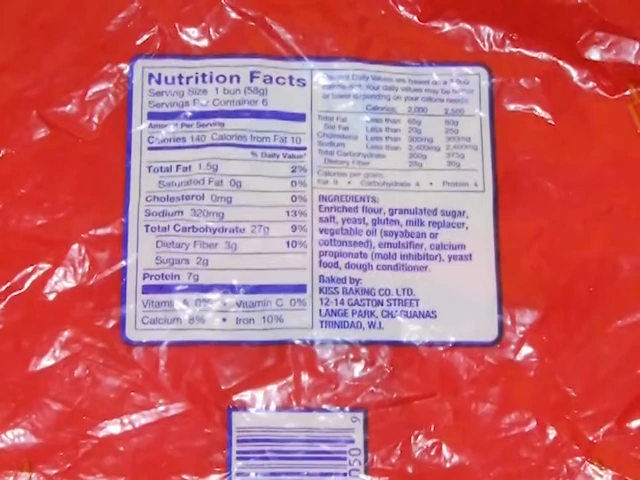 Nutrition Facts
Serving Size 1 bun (58g)
Servings Per Container 6
Amount Per Serving
Calories 140 Calories from Fat 10
% Daily Value*
Total Fat 1.5g 2%
Saturated Fat 0g 0%
Cholesterol 0mg 0%
Sodium 320mg 13%
Total Carbohydrate 27g 9%
Dietary Fiber 3g 10%
Sugars 2g
Protein 7g
Vitamin A 0% • Vitamin C 0%
Calcium 6% • Iron 10%
Daily Values are based on a 2,000
calorie diet. Your daily values may be higher
or lower depending on your calorie needs
Calories: 2,000 2,500
Total Fat Less than 65g 80g
Sat Fat Less than 20g 25g
Cholesterol Less than 300mg 300mg
Sodium Less than 2,400mg 2,400mg
Total Carbohydrate 300g 375g
Dietary Fiber 25g 30g
Calories per gram:
Fat 9 • Carbohydrate 4 • Protein 4
INGREDIENTS:
Enriched flour, granulated sugar,
salt, yeast, gluten, milk replacer,
vegetable oil (soyabean or
cottonseed), emulsifier, calcium
propionate (mold inhibitor), yeast
food, dough conditioner.
Baked by:
KISS BAKING CO. LTD.
12-14 GASTON STREET
LANGE PARK, CHAGUANAS
TRINIDAD, W.I.
050 9